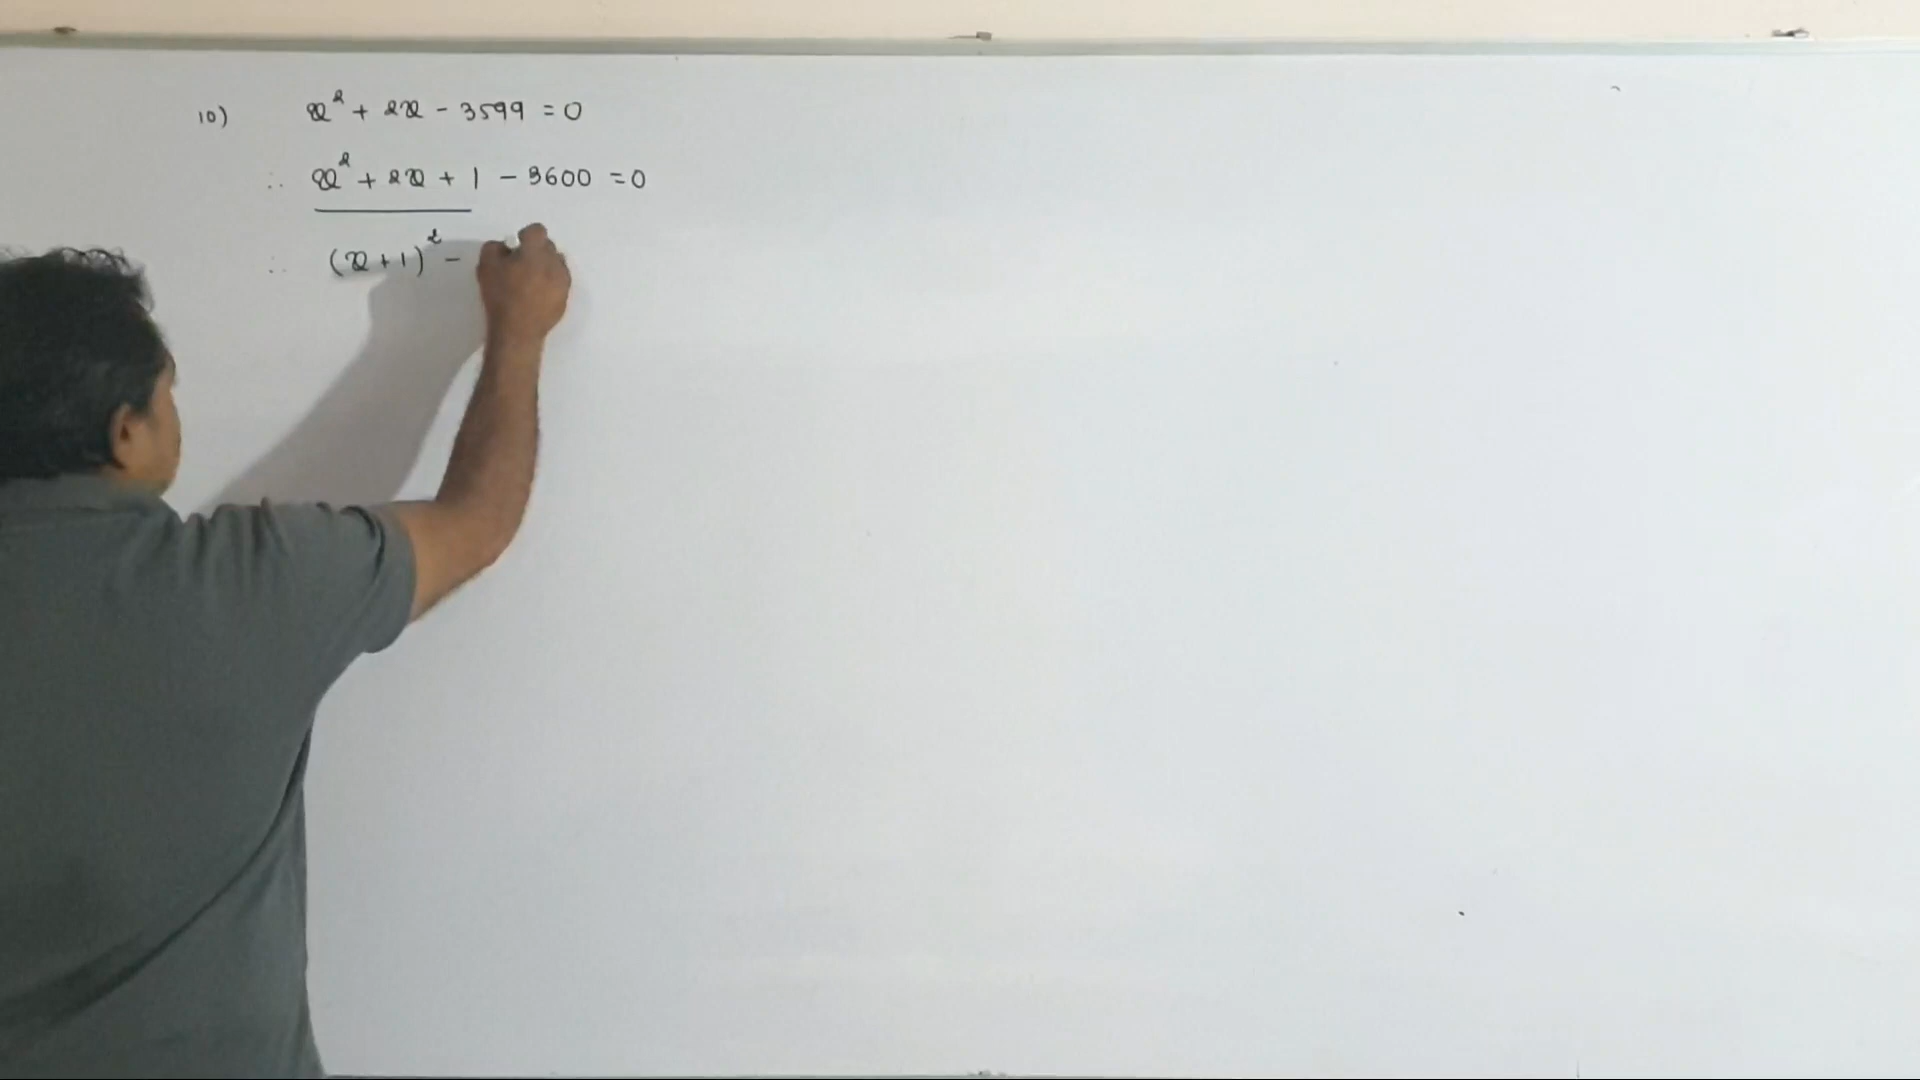 10) x² + 2x - 3599 = 0
∴ x² + 2x + 1 - 3600 = 0
∴ (x + 1)² -